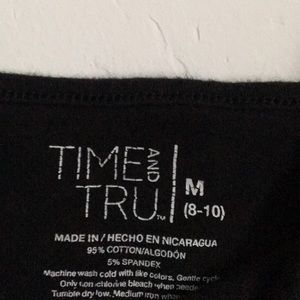 TIME AND
TRU™
M
(8-10)
MADE IN / HECHO EN NICARAGUA
95% COTTON/ALGODÓN
5% SPANDEX
Machine wash cold with like colors. Gentle cycle
Only non chlorine bleach when needed
Tumble dry low. Medium iron when